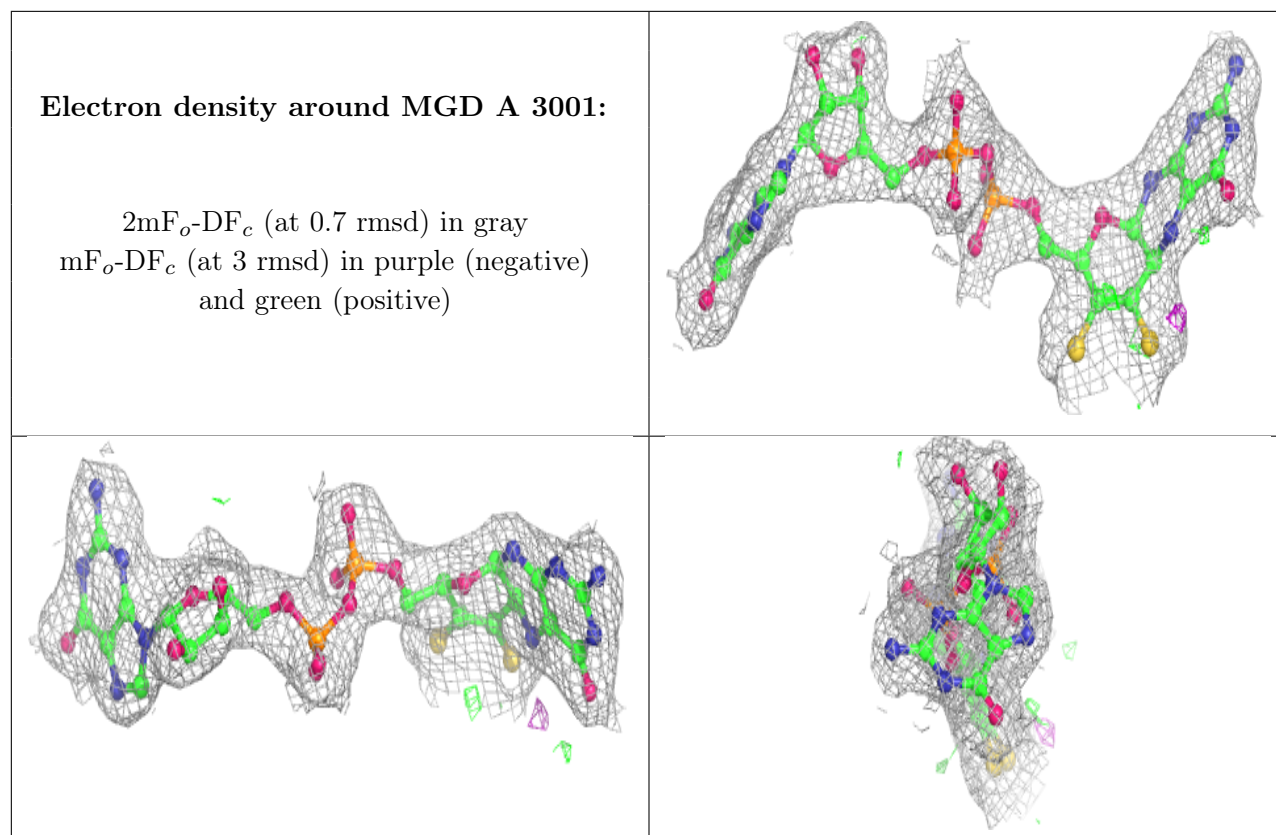 Electron density around MGD A 3001:
2mFo-DFc (at 0.7 rmsd) in gray
mFo-DFc (at 3 rmsd) in purple (negative)
and green (positive)